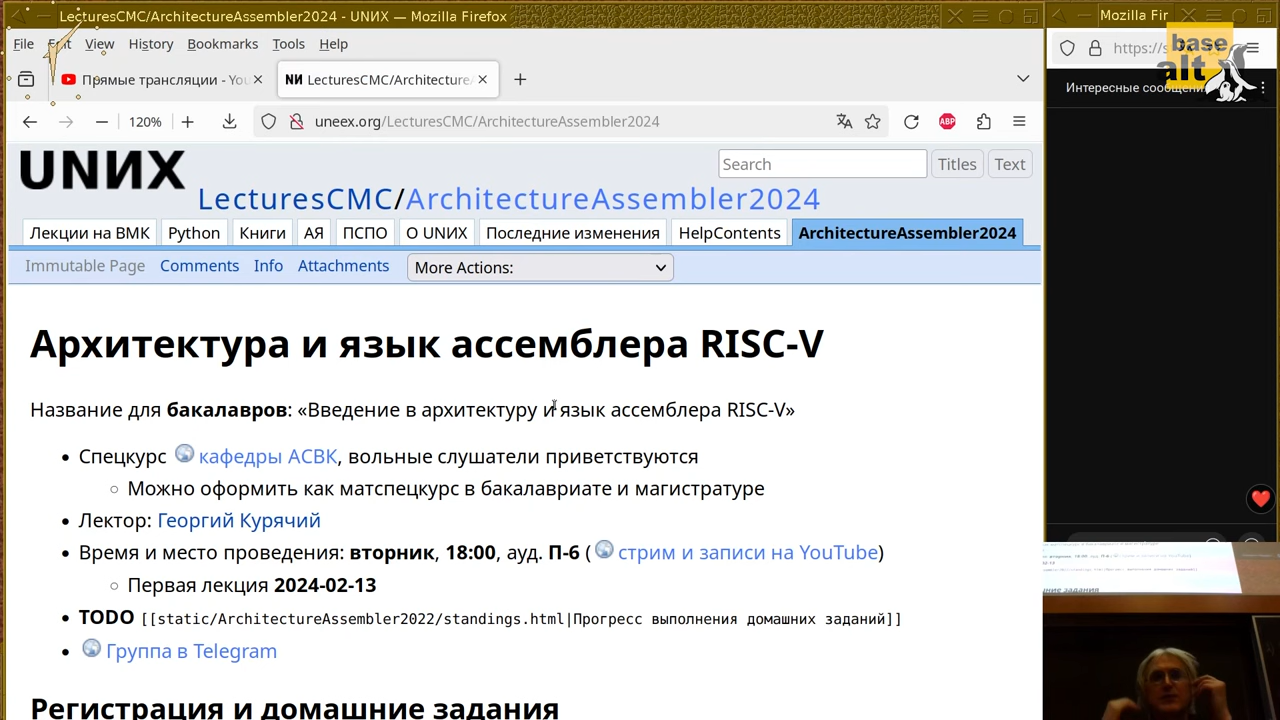 LecturesCMC/ArchitectureAssembler2024 - UNИX — Mozilla Firefox
Mozilla Fir
File Edit View History Bookmarks Tools Help
base
alt
Прямые трансляции - You
NИ LecturesCMC/Architecture
https://s
Интересные сообщени
120%
uneex.org/LecturesCMC/ArchitectureAssembler2024
ABP
UNИX
LecturesCMC/ArchitectureAssembler2024
Search
Titles
Text
Лекции на ВМК
Python
Книги
АЯ
ПСПО
О UNИX
Последние изменения
HelpContents
ArchitectureAssembler2024
Immutable Page Comments Info Attachments More Actions:
Архитектура и язык ассемблера RISC-V
Название для бакалавров: «Введение в архитектуру и язык ассемблера RISC-V»
Спецкурс кафедры АСВК, вольные слушатели приветствуются
Можно оформить как матспецкурс в бакалавриате и магистратуре
Лектор: Георгий Курячий
Время и место проведения: вторник, 18:00, ауд. П-6 ( стрим и записи на YouTube)
Первая лекция 2024-02-13
TODO [[static/ArchitectureAssembler2022/standings.html|Прогресс выполнения домашних заданий]]
Группа в Telegram
Регистрация и домашние задания